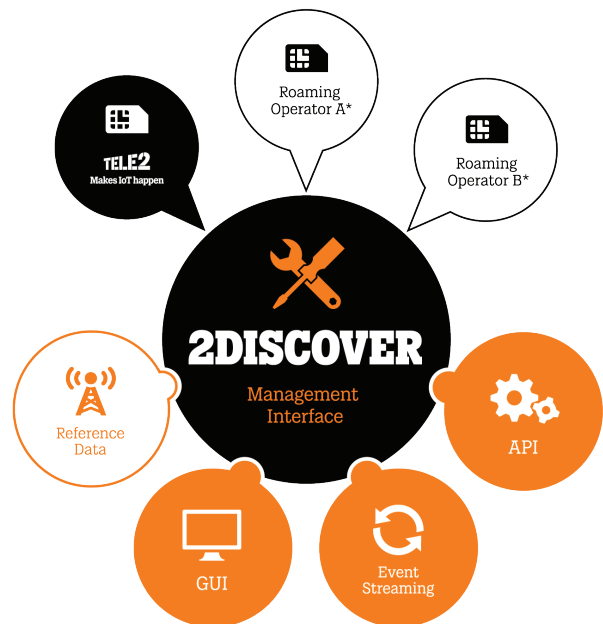 Roaming
Operator A*
TELE2
Makes IoT happen
Roaming
Operator B*
2DISCOVER
Management
Interface
Reference
Data
API
GUI
Event
Streaming